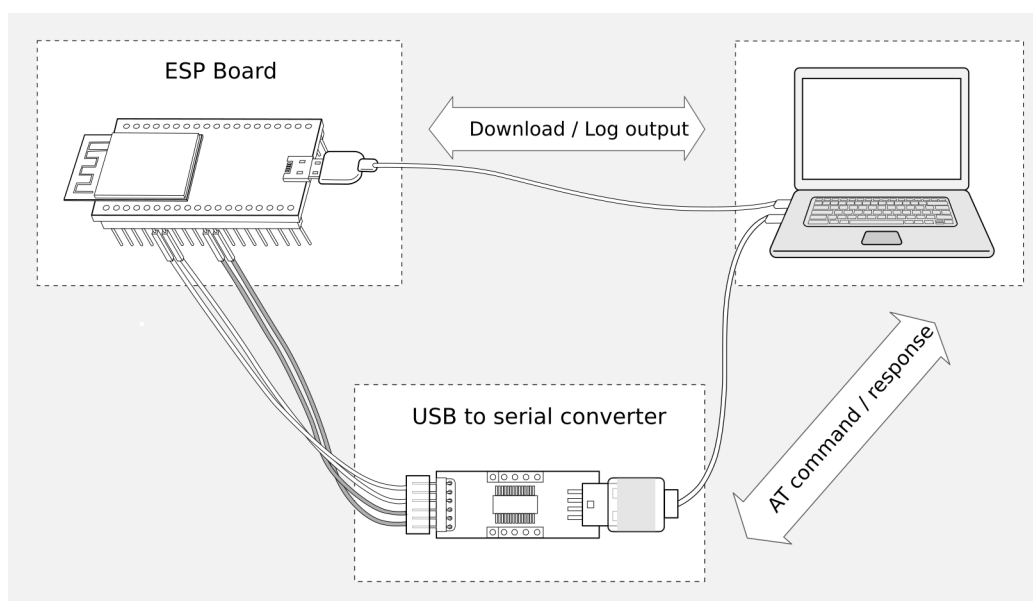 ESP Board
Download / Log output
USB to serial converter
AT command / response